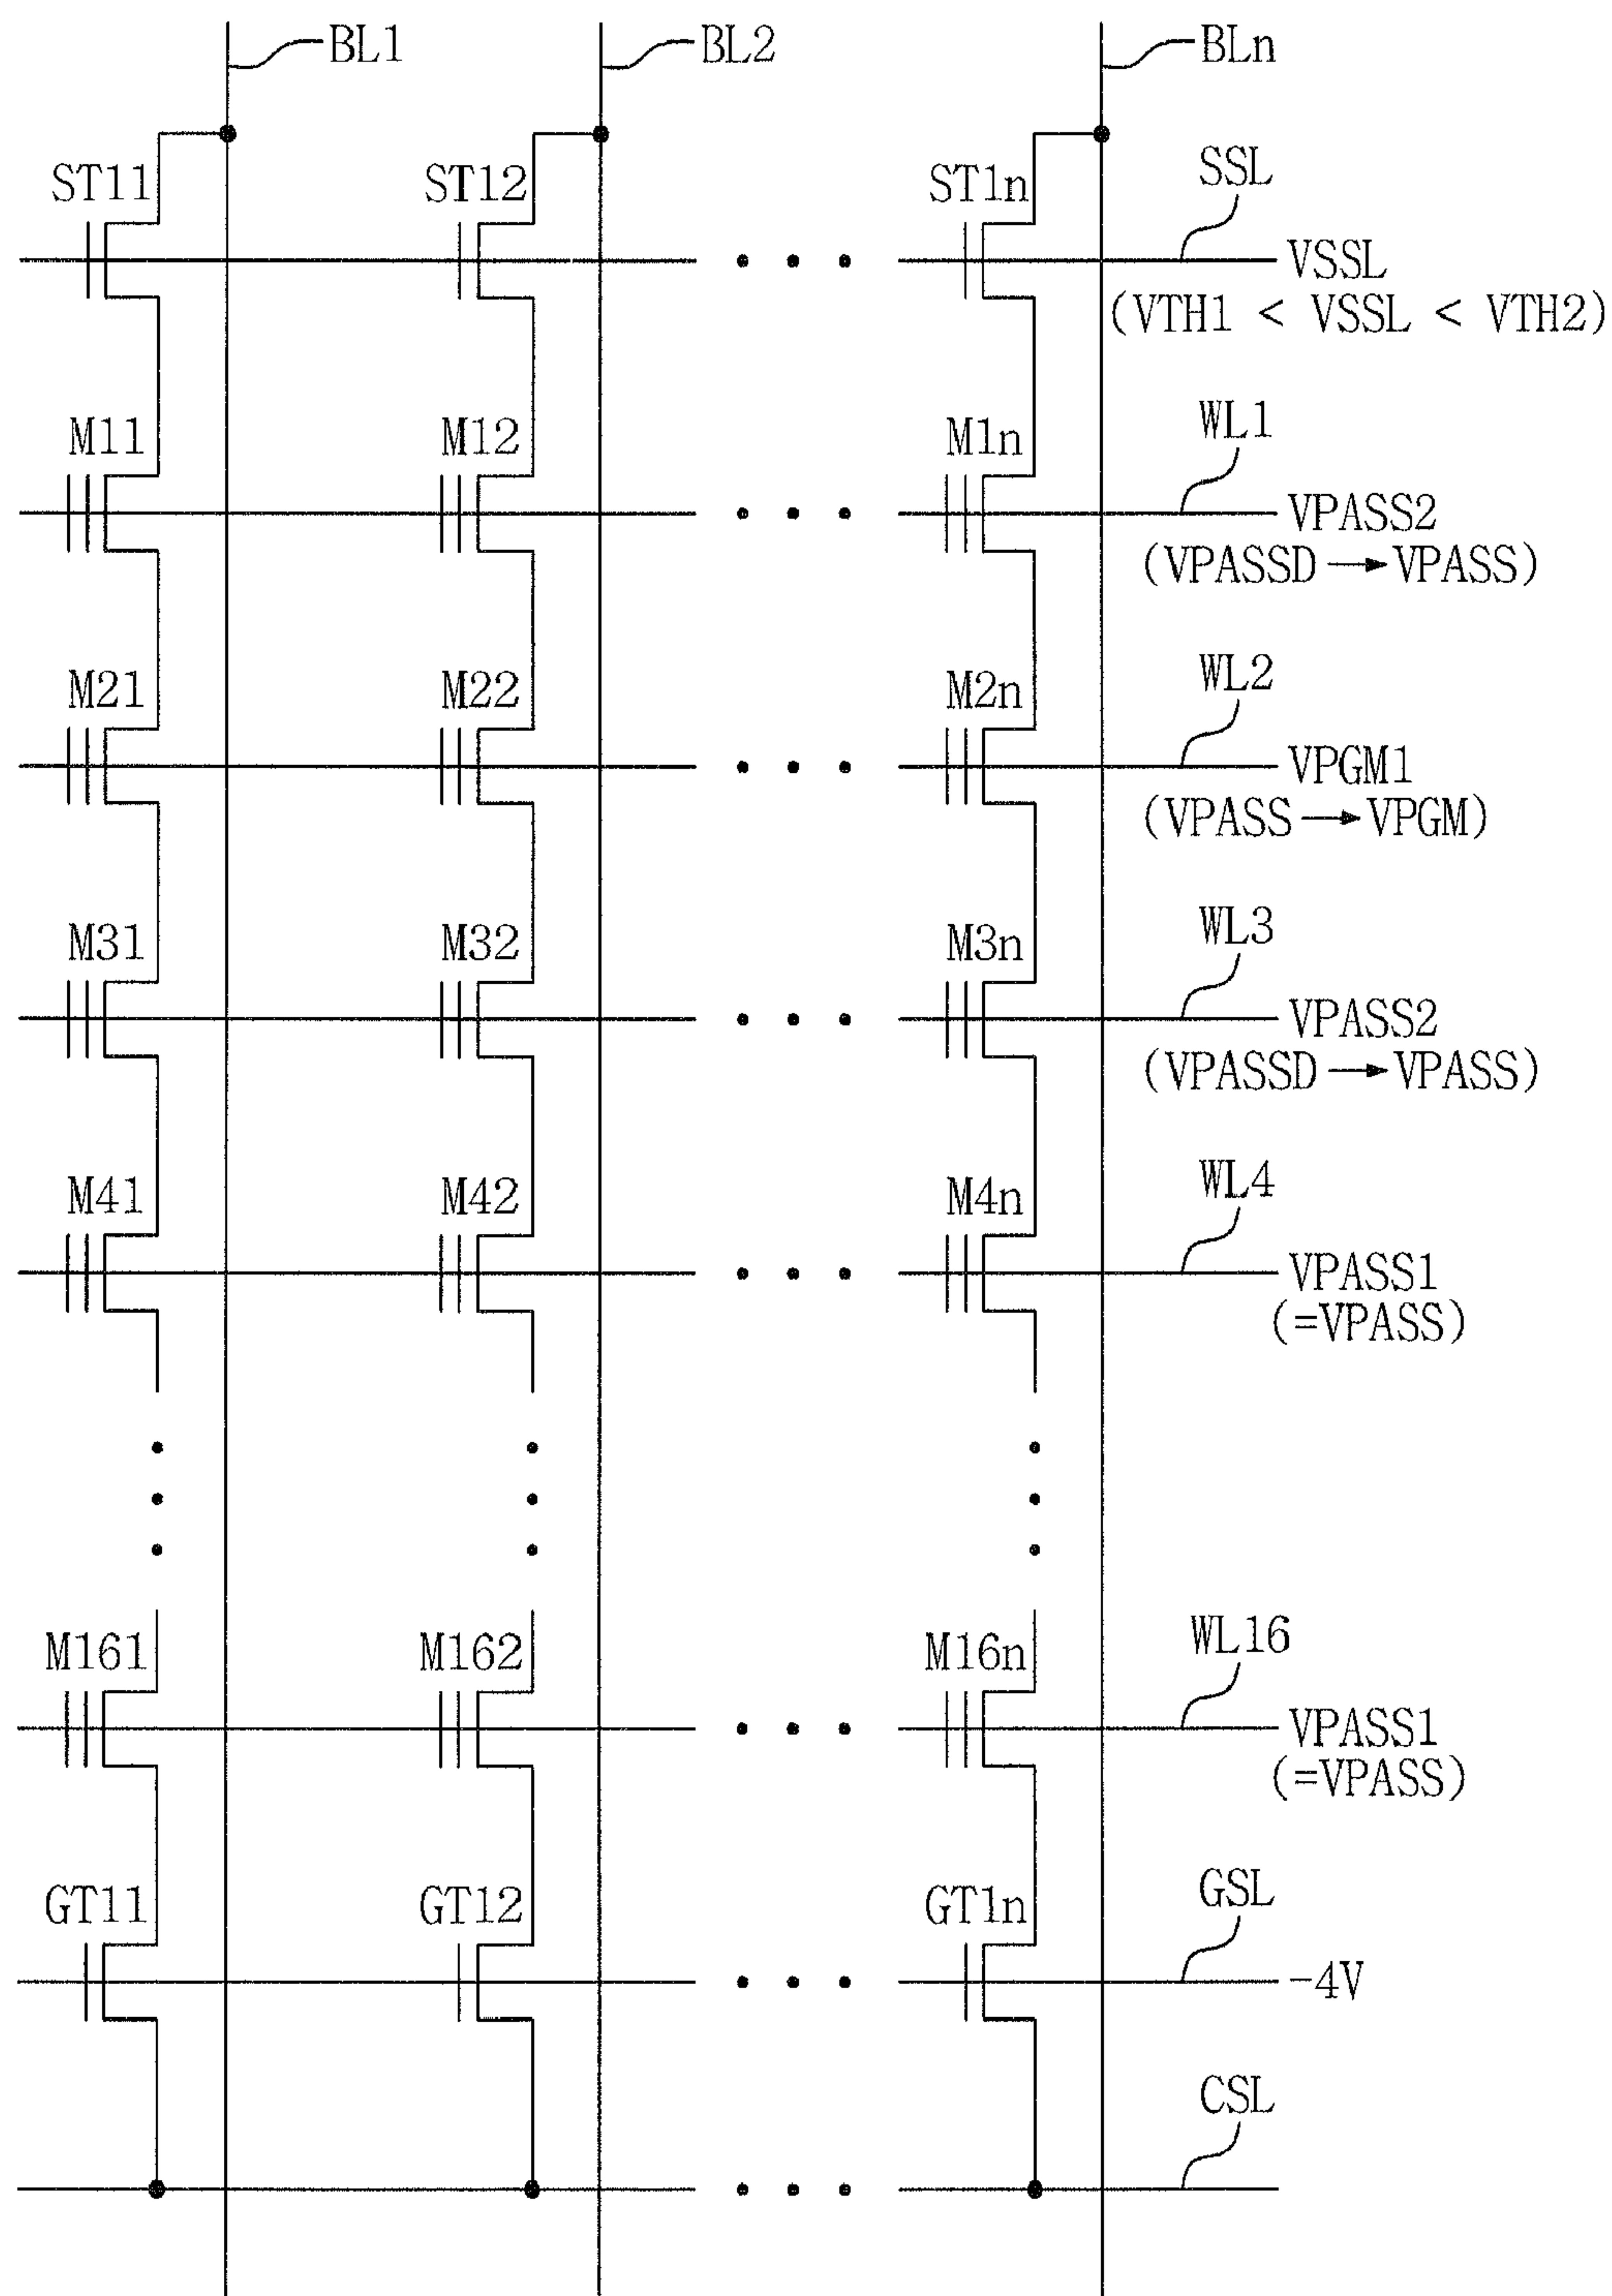 BL1 BL2 BLn
ST11 ST12 ST1n SSL
VSSL
(VTH1 < VSSL < VTH2)
M11 M12 M1n WL1
VPASS2
(VPASSD → VPASS)
M21 M22 M2n WL2
VPGM1
(VPASS → VPGM)
M31 M32 M3n WL3
VPASS2
(VPASSD → VPASS)
M41 M42 M4n WL4
VPASS1
(=VPASS)
M161 M162 M16n WL16
VPASS1
(=VPASS)
GT11 GT12 GT1n GSL
-4V
CSL